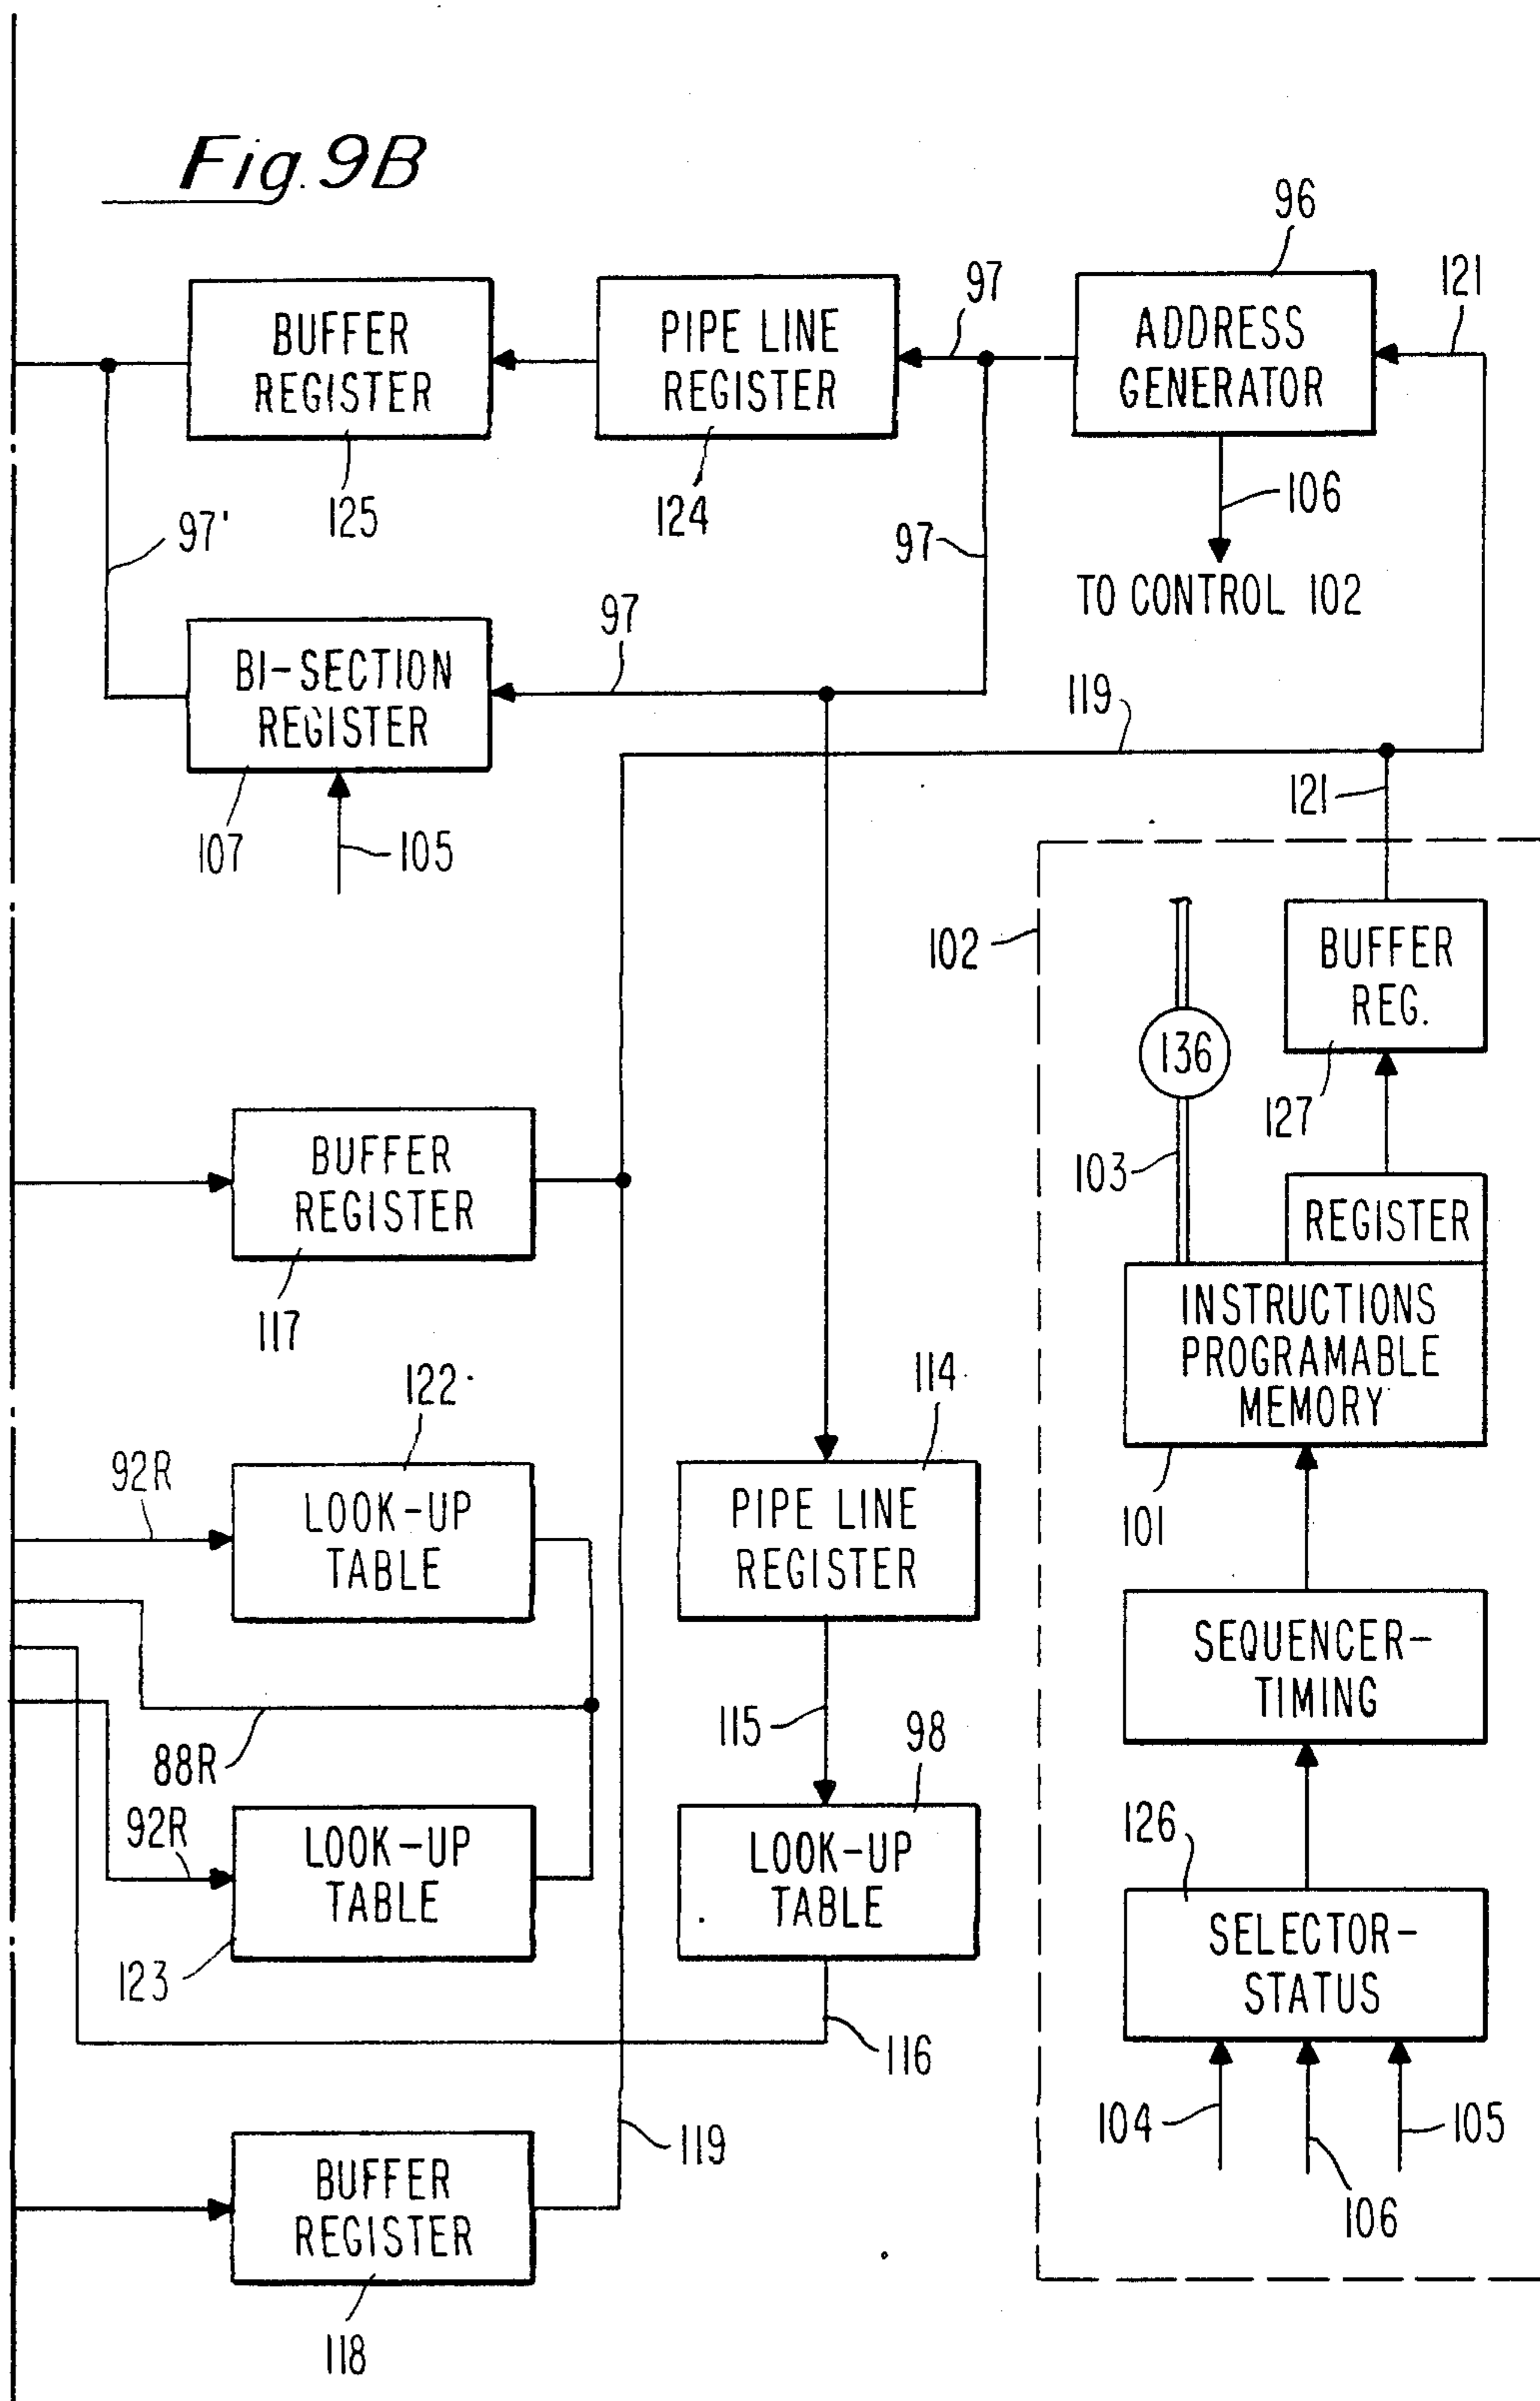 Fig. 9B
96
97
121
BUFFER
REGISTER
PIPE LINE
REGISTER
ADDRESS
GENERATOR
125
124
106
97'
97
TO CONTROL 102
97
BI-SECTION
REGISTER
119
121
107
105
102
BUFFER
REG.
136
127
103
BUFFER
REGISTER
REGISTER
117
INSTRUCTIONS
PROGRAMABLE
MEMORY
122
114
92R
LOOK-UP
TABLE
PIPE LINE
REGISTER
101
SEQUENCER-
TIMING
115
98
88R
92R
LOOK-UP
TABLE
LOOK-UP
TABLE
126
SELECTOR-
STATUS
123
116
104
105
119
106
BUFFER
REGISTER
118